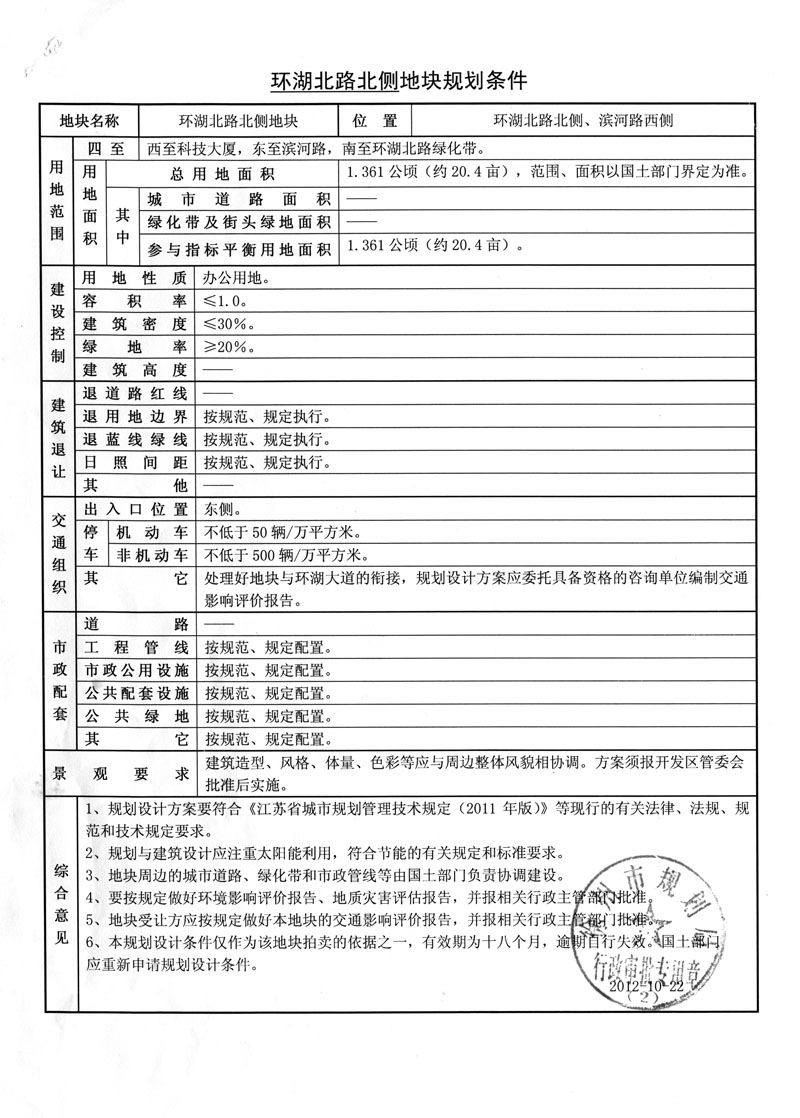 环湖北路北侧地块规划条件
地块名称 环湖北路北侧地块 位置 环湖北路北侧、滨河路西侧
用地范围 四至 西至科技大厦，东至滨河路，南至环湖北路绿化带。
用地面积 总用地面积 1.361公顷（约20.4亩），范围、面积以国土部门界定为准。
其中 城市道路面积 ——
绿化带及街头绿地面积 ——
参与指标平衡用地面积 1.361公顷（约20.4亩）。
建设控制 用地性质 办公用地。
容积率 ≤1.0。
建筑密度 ≤30%。
绿地率 ≥20%。
建筑高度 ——
建筑退让 退道路红线 ——
退用地边界 按规范、规定执行。
退蓝线绿线 按规范、规定执行。
日照间距 按规范、规定执行。
其他 ——
交通组织 出入口位置 东侧。
停车 机动车 不低于50辆/万平方米。
非机动车 不低于500辆/万平方米。
其它 处理好地块与环湖大道的衔接，规划设计方案应委托具备资格的咨询单位编制交通
影响评价报告。
市政配套 道路 ——
工程管线 按规范、规定配置。
市政公用设施 按规范、规定配置。
公共配套设施 按规范、规定配置。
公共绿地 按规范、规定配置。
其它 按规范、规定配置。
景观要求 建筑造型、风格、体量、色彩等应与周边整体风貌相协调。方案须报开发区管委会
批准后实施。
综合意见 1、规划设计方案要符合《江苏省城市规划管理技术规定（2011年版）》等现行的有关法律、法规、规
范和技术规定要求。
2、规划与建筑设计应注重太阳能利用，符合节能的有关规定和标准要求。
3、地块周边的城市道路、绿化带和市政管线等由国土部门负责协调建设。
4、要按规定做好环境影响评价报告、地质灾害评估报告，并报相关行政主管部门批准。
5、地块受让方应按规定做好本地块的交通影响评价报告，并报相关行政主管部门批准。
6、本规划设计条件仅作为该地块拍卖的依据之一，有效期为十八个月，逾期自行失效。国土部门
应重新申请规划设计条件。
州市规划局
行政审批专用章
2012-10-22
（2）